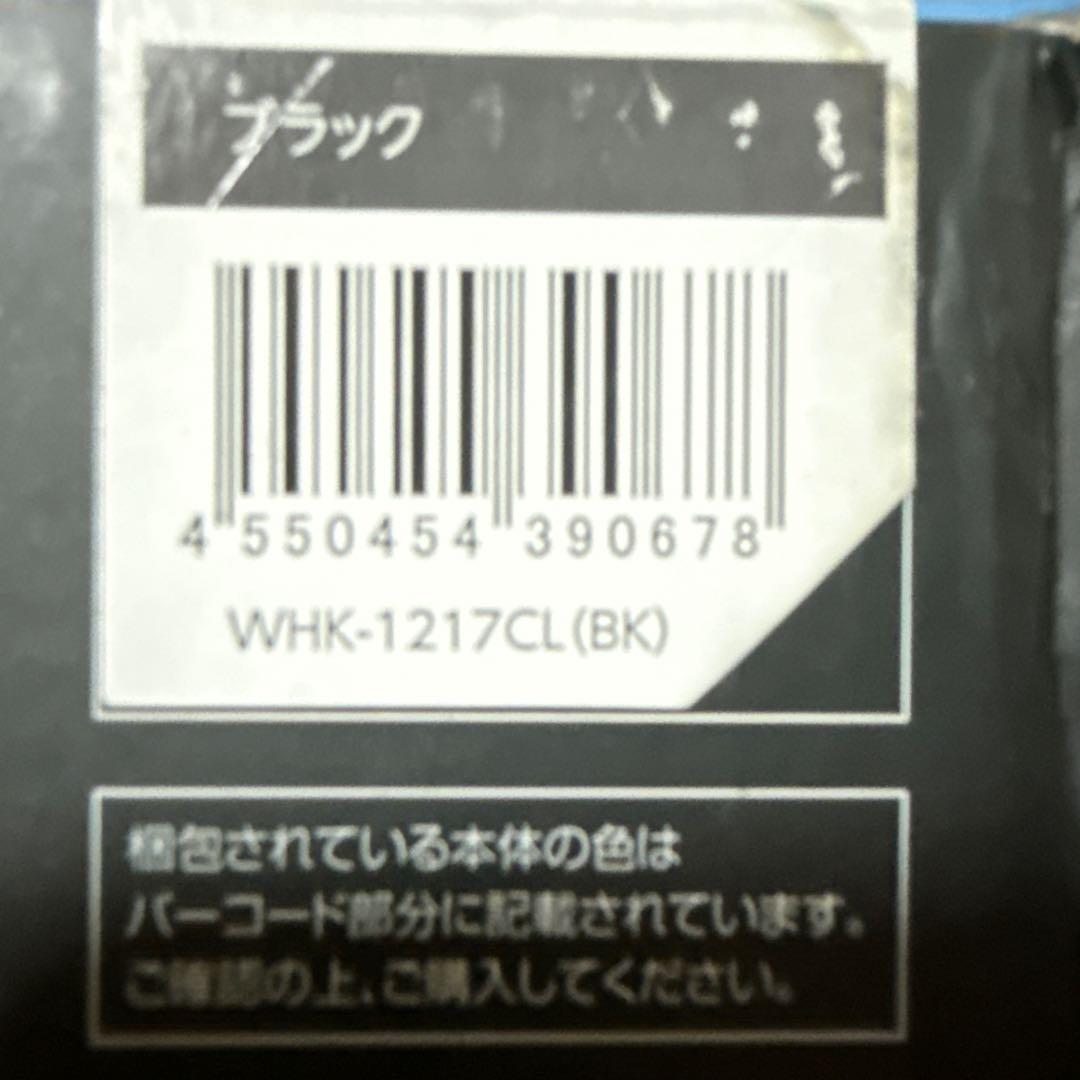 ブラック
4 550454 390678
WHK-1217CL(BK)
梱包されている本体の色は
バーコード部分に記載されています。
ご確認の上、ご購入してください。